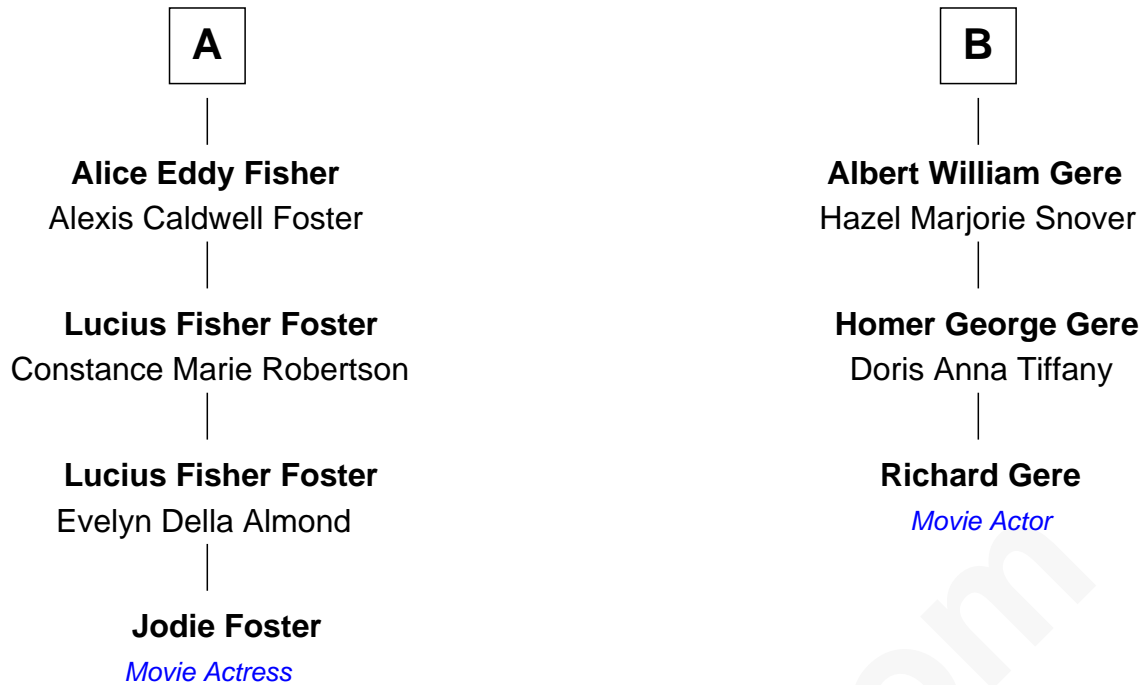 A
Alice Eddy Fisher
Alexis Caldwell Foster
Lucius Fisher Foster
Constance Marie Robertson
Lucius Fisher Foster
Evelyn Della Almond
Jodie Foster
Movie Actress
B
Albert William Gere
Hazel Marjorie Snover
Homer George Gere
Doris Anna Tiffany
Richard Gere
Movie Actor
om